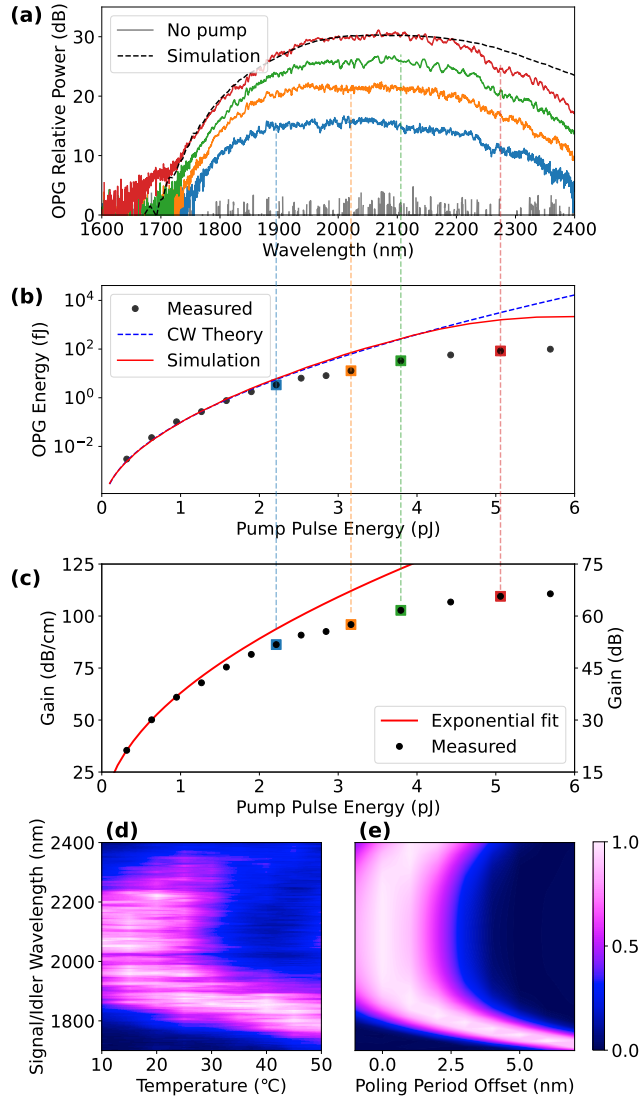 (a)
No pump
Simulation
OPG Relative Power (dB)
30
20
10
0
1600 1700 1800 1900 2000 2100 2200 2300 2400
Wavelength (nm)
(b)
Measured
CW Theory
Simulation
OPG Energy (fJ)
10^4
10^2
10^0
10^−2
0 1 2 3 4 5 6
Pump Pulse Energy (pJ)
(c)
Gain (dB/cm)
125
100
75
50
25
75
60
45
30
15
Gain (dB)
Exponential fit
Measured
0 1 2 3 4 5 6
Pump Pulse Energy (pJ)
(d)
(e)
Signal/Idler Wavelength (nm)
2400
2200
2000
1800
10 20 30 40 50
Temperature (°C)
0.0 2.5 5.0
Poling Period Offset (nm)
1.0
0.5
0.0